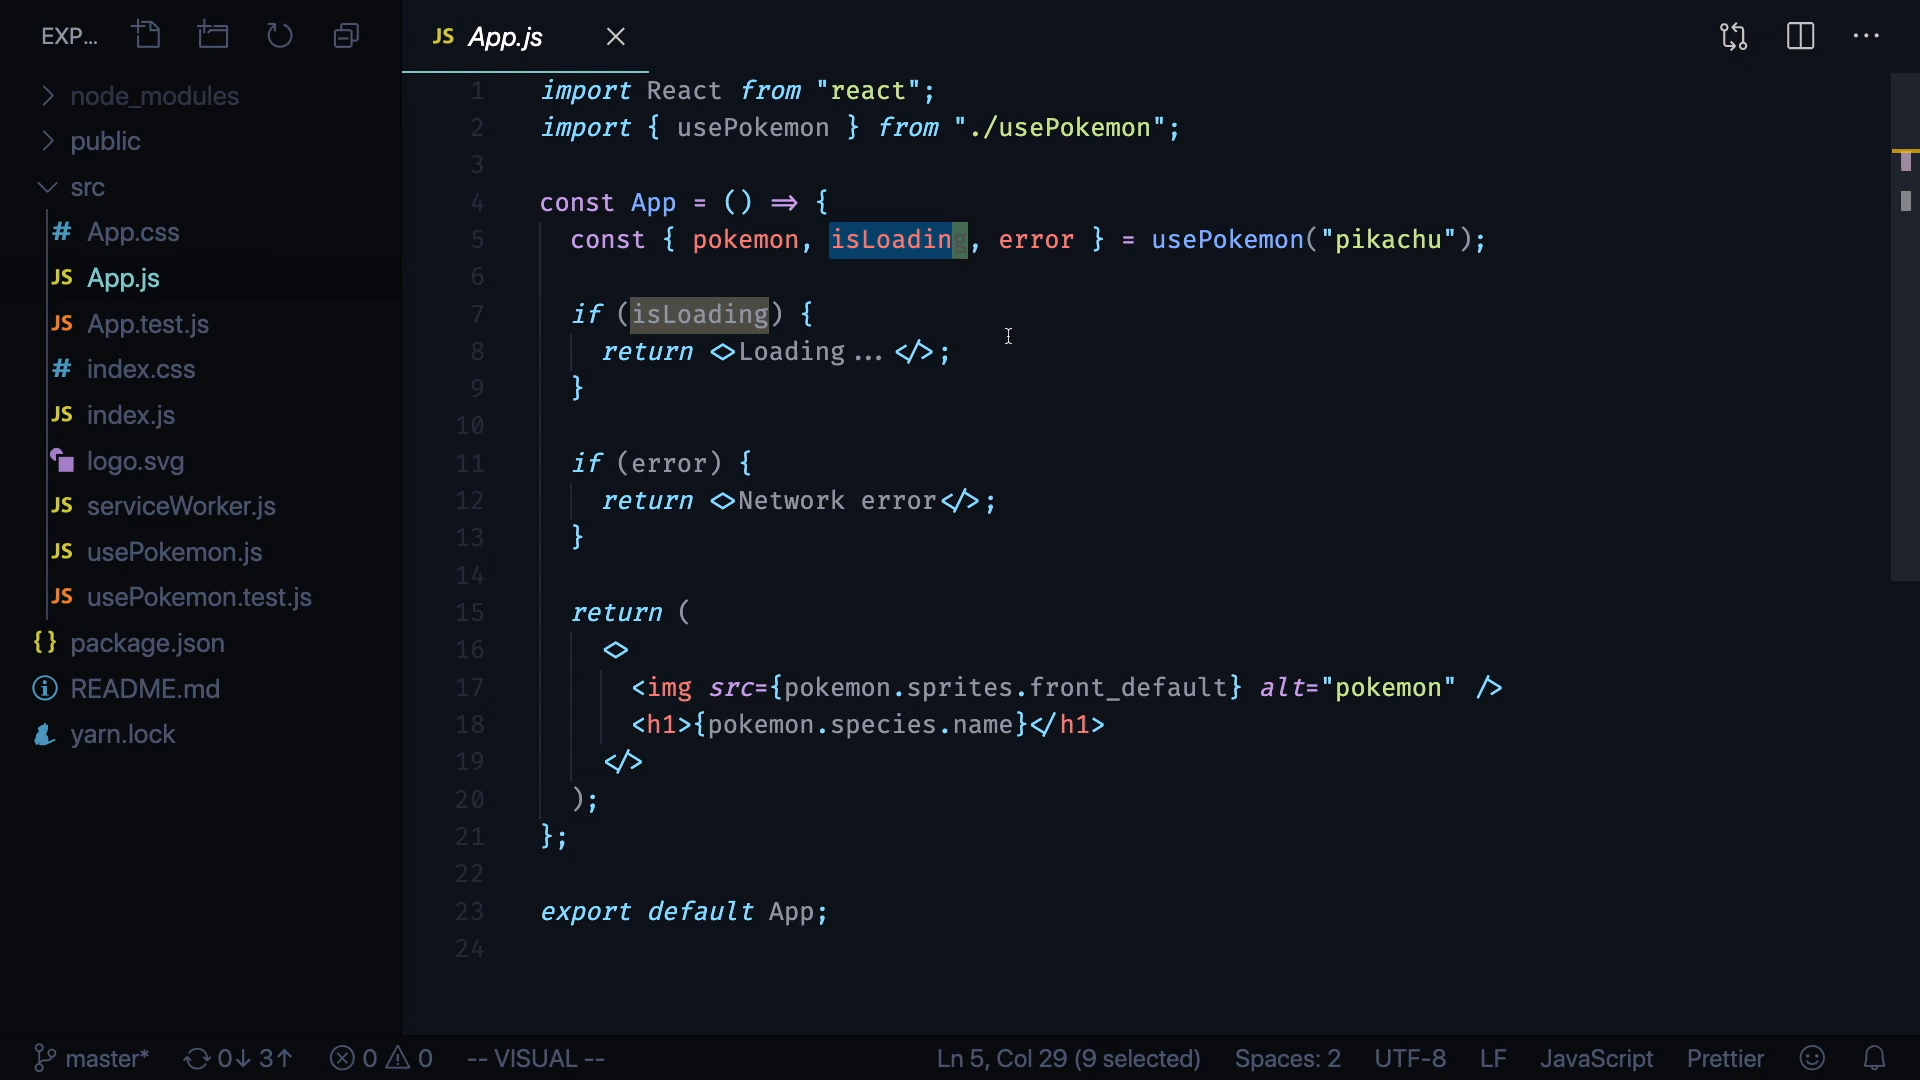 EXP...
node_modules
public
src
# App.css
JS App.js
JS App.test.js
# index.css
JS index.js
logo.svg
JS serviceWorker.js
JS usePokemon.js
JS usePokemon.test.js
{} package.json
README.md
yarn.lock
JS App.js
1 import React from "react";
2 import { usePokemon } from "./usePokemon";
3
4 const App = () => {
5 const { pokemon, isLoading, error } = usePokemon("pikachu");
6
7 if (isLoading) {
8 return <>Loading...</>;
9 }
10
11 if (error) {
12 return <>Network error</>;
13 }
14
15 return (
16 <>
17 <img src={pokemon.sprites.front_default} alt="pokemon" />
18 <h1>{pokemon.species.name}</h1>
19 </>
20 );
21 };
22
23 export default App;
24
master* 0↓ 3↑ 0 0 -- VISUAL -- Ln 5, Col 29 (9 selected) Spaces: 2 UTF-8 LF JavaScript Prettier